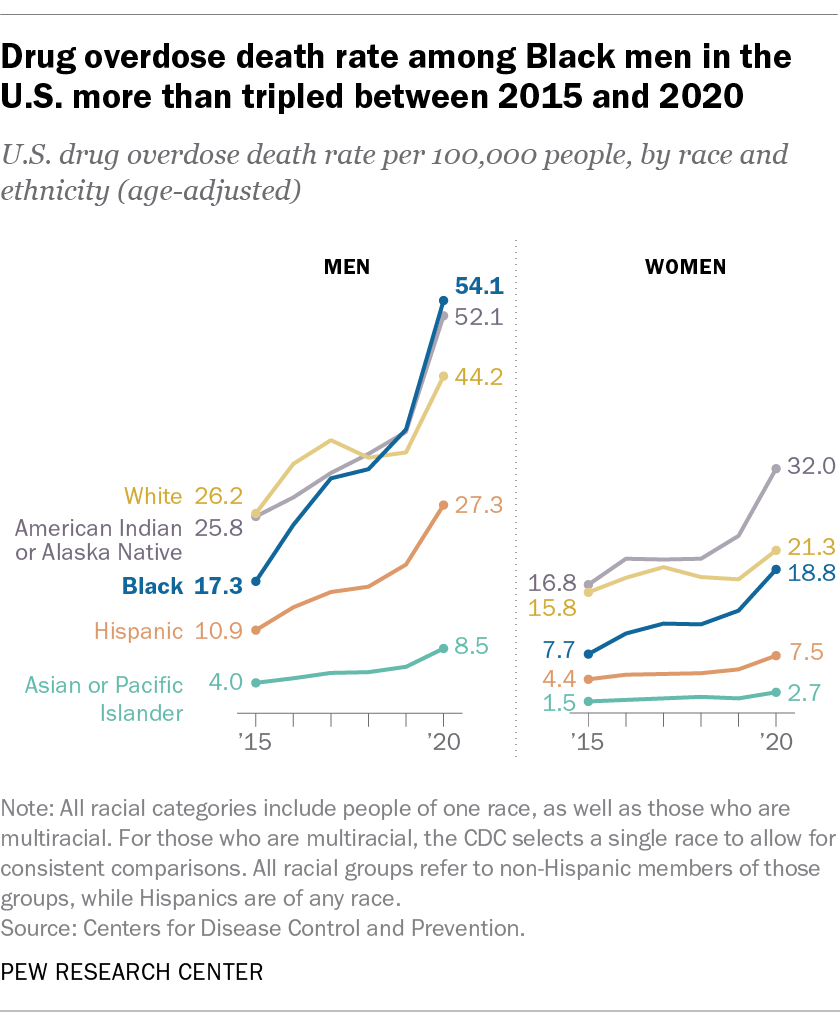 Drug overdose death rate among Black men in the
U.S. more than tripled between 2015 and 2020
U.S. drug overdose death rate per 100,000 people, by race and
ethnicity (age-adjusted)
MEN
54.1
52.1
44.2
White 26.2
American Indian 25.8
or Alaska Native
Black 17.3
27.3
Hispanic 10.9
8.5
Asian or Pacific 4.0
Islander
’15 ’20
WOMEN
32.0
21.3
18.8
16.8
15.8
7.7
7.5
4.4
2.7
1.5
’15 ’20
Note: All racial categories include people of one race, as well as those who are
multiracial. For those who are multiracial, the CDC selects a single race to allow for
consistent comparisons. All racial groups refer to non-Hispanic members of those
groups, while Hispanics are of any race.
Source: Centers for Disease Control and Prevention.
PEW RESEARCH CENTER